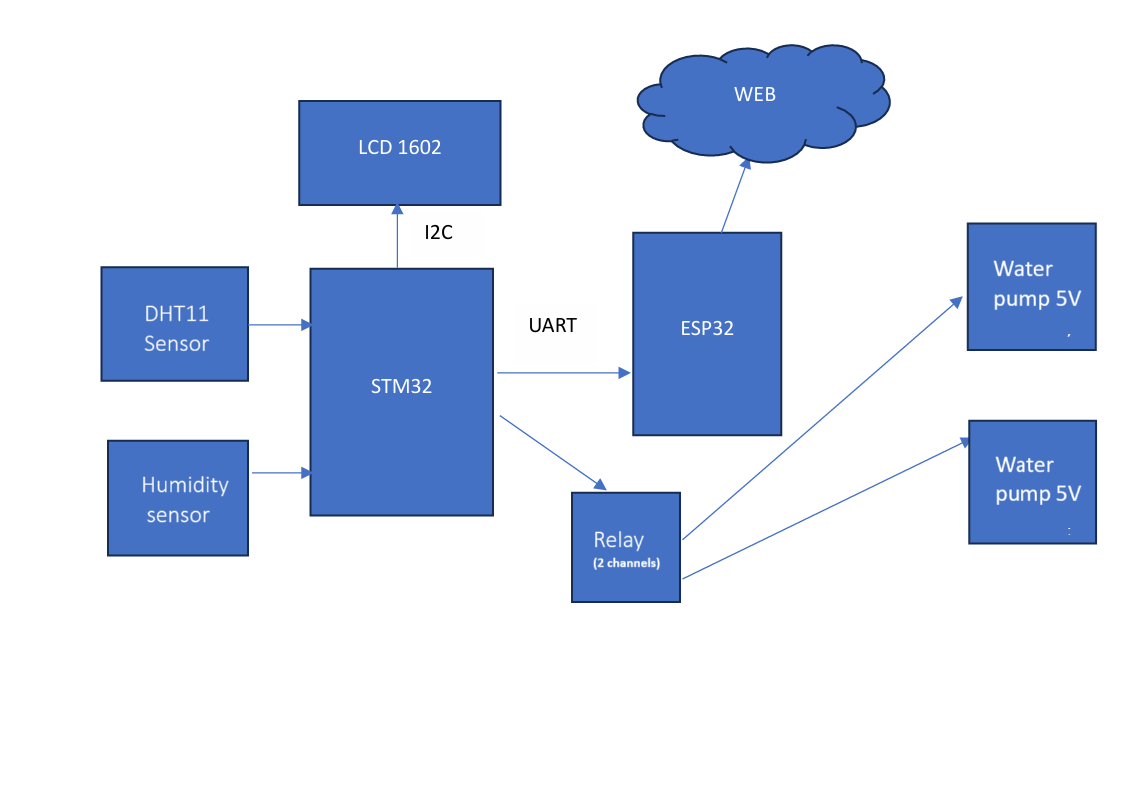 WEB
LCD 1602
I2C
DHT11
Sensor
UART
ESP32
STM32
Water
pump 5V
Humidity
sensor
Relay
(2 channels)
Water
pump 5V